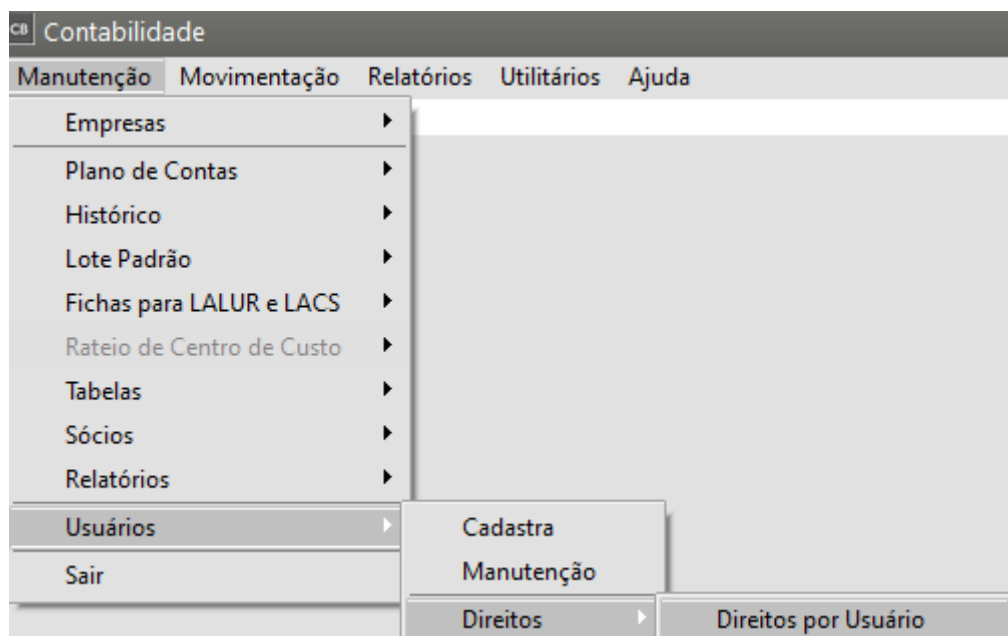 CB Contabilidade
Manutenção Movimentação Relatórios Utilitários Ajuda
Empresas
Plano de Contas
Histórico
Lote Padrão
Fichas para LALUR e LACS
Rateio de Centro de Custo
Tabelas
Sócios
Relatórios
Usuários Cadastra
Sair Manutenção
Direitos Direitos por Usuário